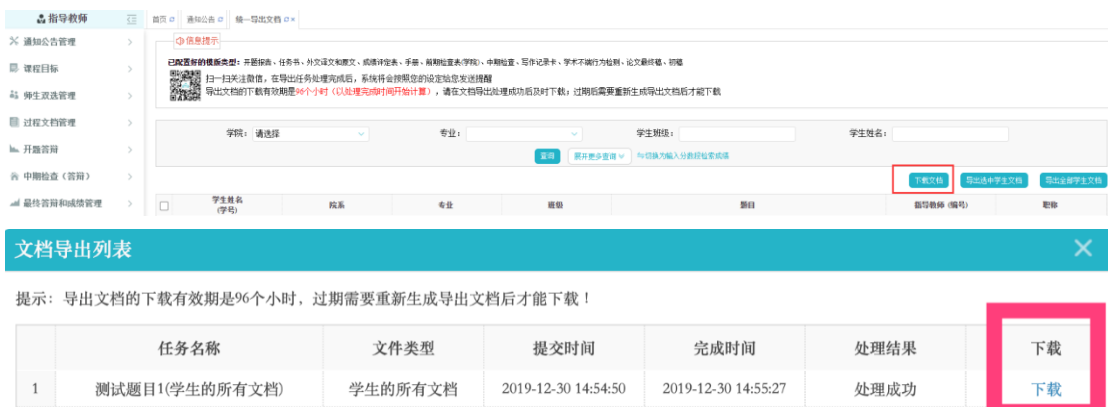 指导教师
首页
通知公告
统一导出文档
通知公告管理
信息提示
已配置好的模版类型：开题报告、任务书、外文译文和原文、成绩评定表、手册、前期检查表(学院)、中期检查、写作记录卡、学术不端行为检测、论文最终稿、初稿
课程目标
扫一扫关注微信，在导出任务处理完成后，系统将会按照您的设定给您发送提醒
导出文档的下载有效期是96个小时（以处理完成时间开始计算），请在文档导出处理成功后及时下载；过期后需要重新生成导出文档后才能下载
师生双选管理
过程文档管理
学院： 请选择 专业： 学生班级： 学生姓名：
开题答辩
查询 展开更多查询 切换为输入分数段检索成绩
中期检查（答辩）
下载文档 导出选中学生文档 导出全部学生文档
最终答辩和成绩管理
学生姓名 (学号) 院系 专业 班级 题目 指导教师 (编号) 职称
文档导出列表
提示：导出文档的下载有效期是96个小时，过期需要重新生成导出文档后才能下载！
任务名称 文件类型 提交时间 完成时间 处理结果 下载
1 测试题目1(学生的所有文档) 学生的所有文档 2019-12-30 14:54:50 2019-12-30 14:55:27 处理成功 下载